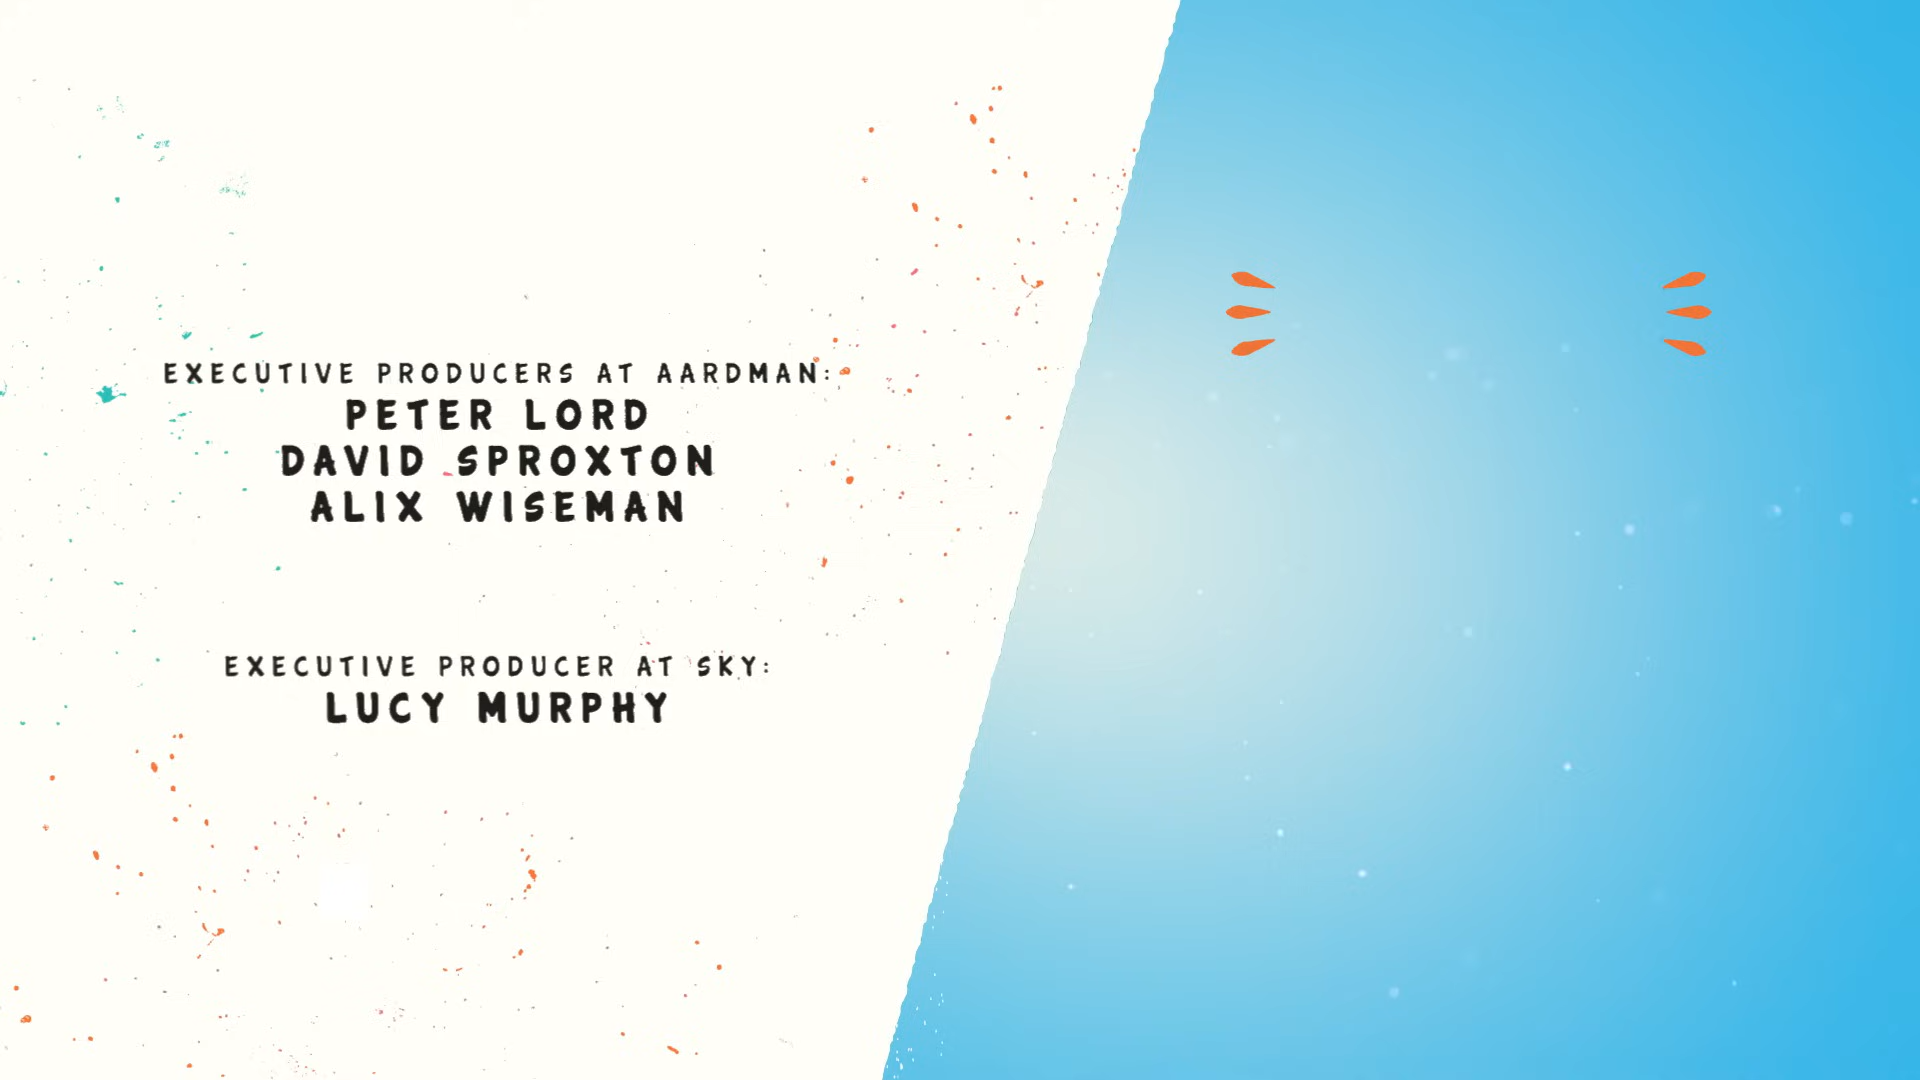 EXECUTIVE PRODUCERS AT AARDMAN:
PETER LORD
DAVID SPROXTON
ALIX WISEMAN
EXECUTIVE PRODUCER AT SKY:
LUCY MURPHY